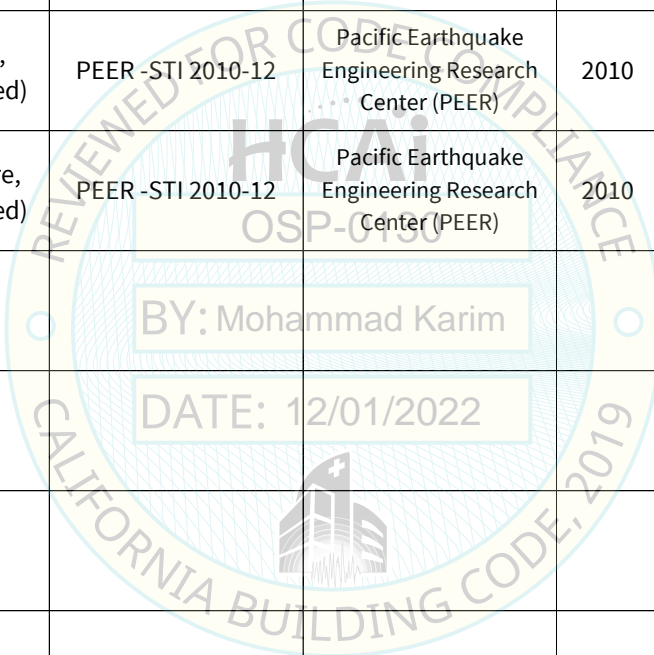 Pacific Earthquake
, PEER -STI 2010-12 Engineering Research 2010
ed) Center (PEER)
Pacific Earthquake
re, PEER -STI 2010-12 Engineering Research 2010
ed) Center (PEER)
REVIEWED FOR CODE COMPLIANCE
HCAi
OSP-0130
BY: Mohammad Karim
DATE: 12/01/2022
CALIFORNIA BUILDING CODE, 2019